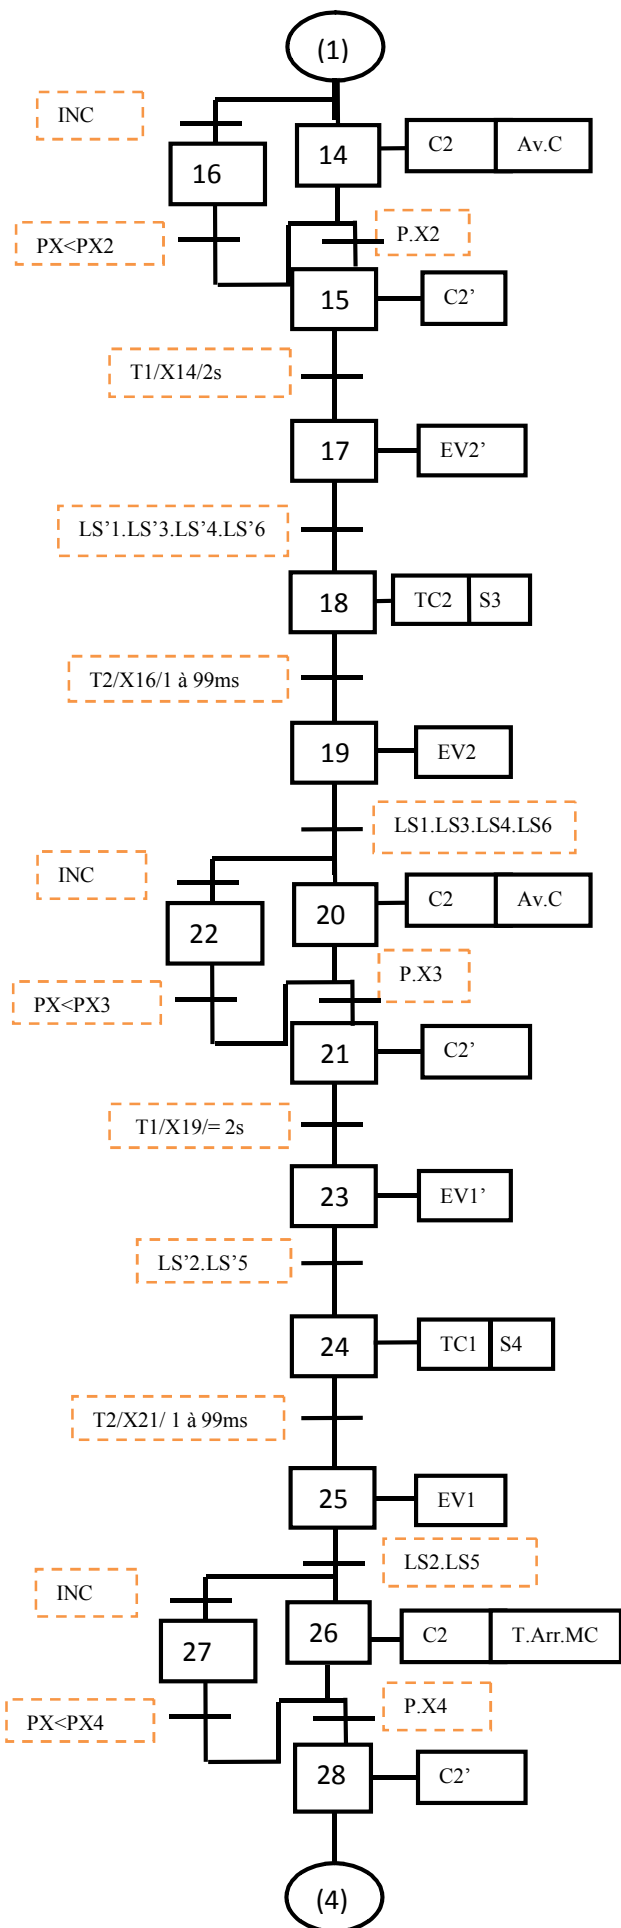 (1)
INC
14
C2 Av.C
16
P.X2
PX<PX2
15
C2’
T1/X14/2s
17
EV2’
LS’1.LS’3.LS’4.LS’6
18
TC2 S3
T2/X16/1 à 99ms
19
EV2
LS1.LS3.LS4.LS6
INC
20
C2 Av.C
22
P.X3
PX<PX3
21
C2’
T1/X19/= 2s
23
EV1’
LS’2.LS’5
24
TC1 S4
T2/X21/ 1 à 99ms
25
EV1
LS2.LS5
INC
26
C2 T.Arr.MC
27
P.X4
PX<PX4
28
C2’
(4)